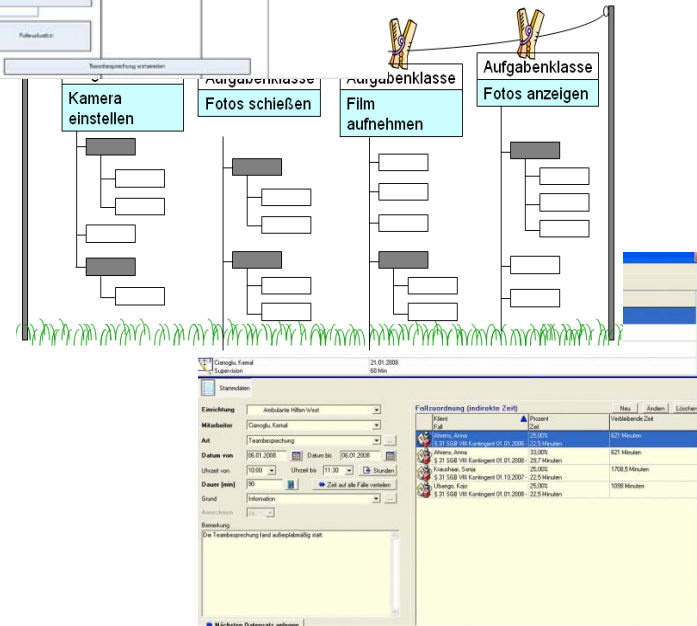 Teambesprechung vorbereiten
Aufgabenklasse
Kamera
einstellen
Aufgabenklasse
Fotos schießen
Aufgabenklasse
Film
aufnehmen
Aufgabenklasse
Fotos anzeigen
Cianoglu, Kemal 21.01.2008
Supervision 60 Min
Stammdaten
Einrichtung Ambulante Hilfen West
Mitarbeiter Cianoglu, Kemal
Art Teambesprechung ...
Datum von 06.01.2008 Datum bis 06.01.2008
Uhrzeit von 10:00 Uhrzeit bis 11:30 Stunden
Dauer (min) 90 Zeit auf alle Fälle verteilen
Grund Information ...
Anrechnen
Bemerkung
Die Teambesprechung fand außerplabmäßig statt.
Nächsten Datensatz anlegen
Fallzuordnung (indirekte Zeit) Neu Ändern Löschen
Klient Prozent Verbleibende Zeit
Fall Zeit
Ahrens, Anna 25,00% 621 Minuten
§ 31 SGB VIII Kontingent 01.01.2008 - 22,5 Minuten
Ahrens, Anna 33,00% 621 Minuten
§ 31 SGB VIII Kontingent 01.01.2008 - 29,7 Minuten
Kraushaar, Sonja 25,00% 1708,5 Minuten
§ 31 SGB VIII Kontingent 01.10.2007 - 22,5 Minuten
Ubango, Kojo 25,00% 1098 Minuten
§ 31 SGB VIII Kontingent 01.01.2008 - 22,5 Minuten